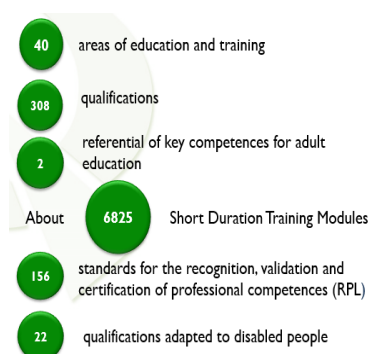 40 areas of education and training
308 qualifications
referential of key competences for adult
2 education
About 6825 Short Duration Training Modules
156 standards for the recognition, validation and
certification of professional competences (RPL)
22 qualifications adapted to disabled people